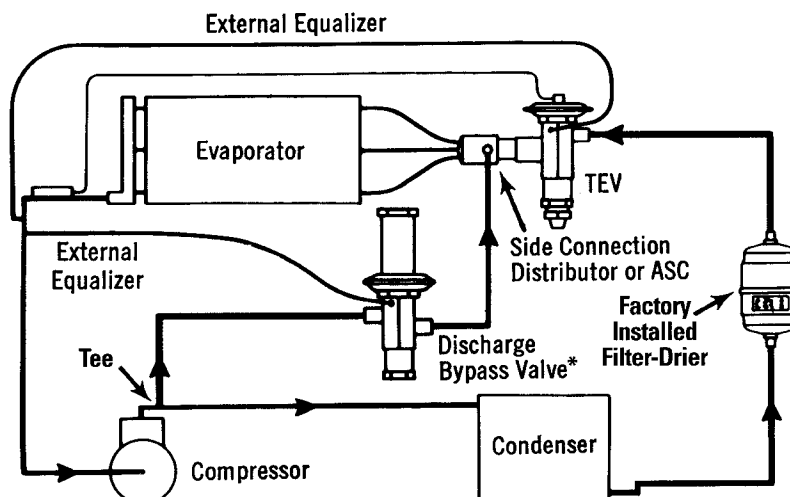 External Equalizer
Evaporator
TEV
External
Equalizer
Side Connection
Distributor or ASC
Factory
Installed
Filter-Drier
Discharge
Bypass Valve*
Tee
Condenser
Compressor